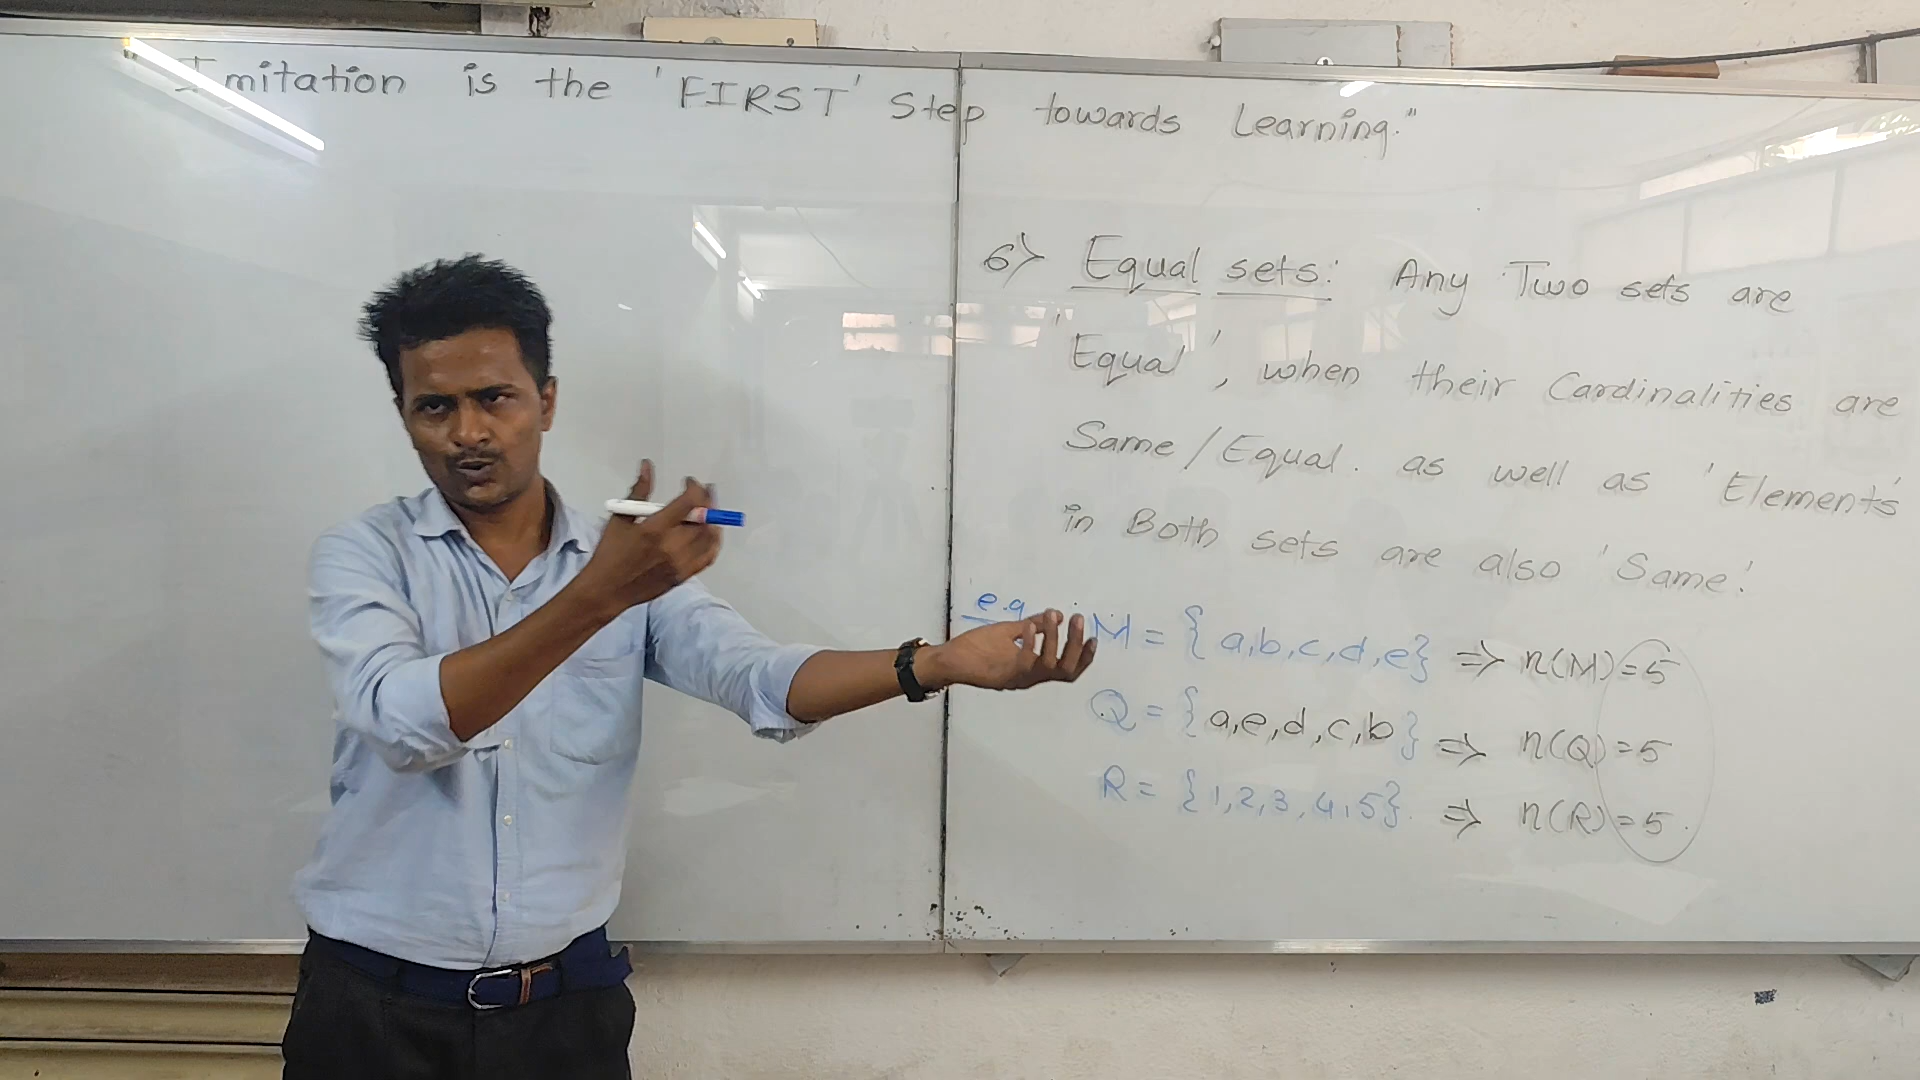 Imitation is the 'FIRST' Step towards Learning."
6> Equal sets: Any Two sets are
'Equal', when their Cardinalities are
Same/Equal. as well as 'Elements'
in Both sets are also 'Same'.
e.g. M = {a,b,c,d,e} => n(M)=5
Q = {a,e,d,c,b} => n(Q)=5
R = {1,2,3,4,5}. => n(R)=5.